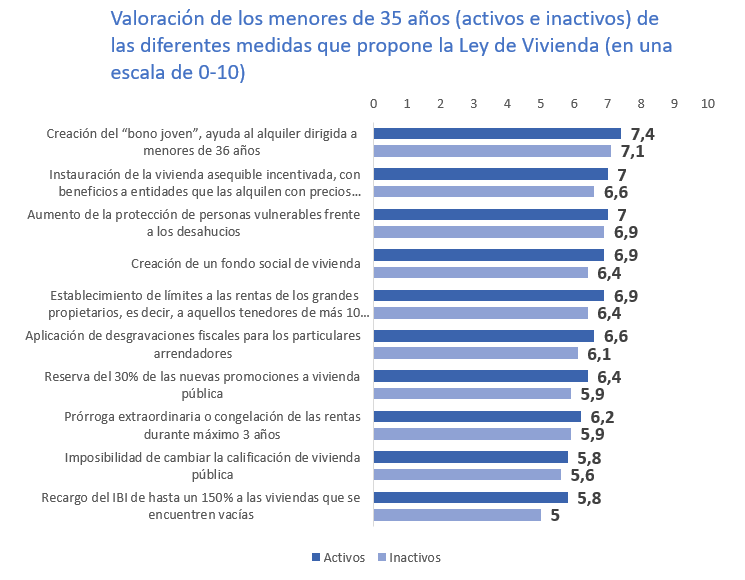 Valoración de los menores de 35 años (activos e inactivos) de
las diferentes medidas que propone la Ley de Vivienda (en una
escala de 0-10)
0 1 2 3 4 5 6 7 8 9 10
Creación del “bono joven”, ayuda al alquiler dirigida a
menores de 36 años
7,4
7,1
Instauración de la vivienda asequible incentivada, con
beneficios a entidades que las alquilen con precios…
7
6,6
Aumento de la protección de personas vulnerables frente
a los desahucios
7
6,9
Creación de un fondo social de vivienda
6,9
6,4
Establecimiento de límites a las rentas de los grandes
propietarios, es decir, a aquellos tenedores de más 10…
6,9
6,4
Aplicación de desgravaciones fiscales para los particulares
arrendadores
6,6
6,1
Reserva del 30% de las nuevas promociones a vivienda
pública
6,4
5,9
Prórroga extraordinaria o congelación de las rentas
durante máximo 3 años
6,2
5,9
Imposibilidad de cambiar la calificación de vivienda
pública
5,8
5,6
Recargo del IBI de hasta un 150% a las viviendas que se
encuentren vacías
5,8
5
Activos Inactivos